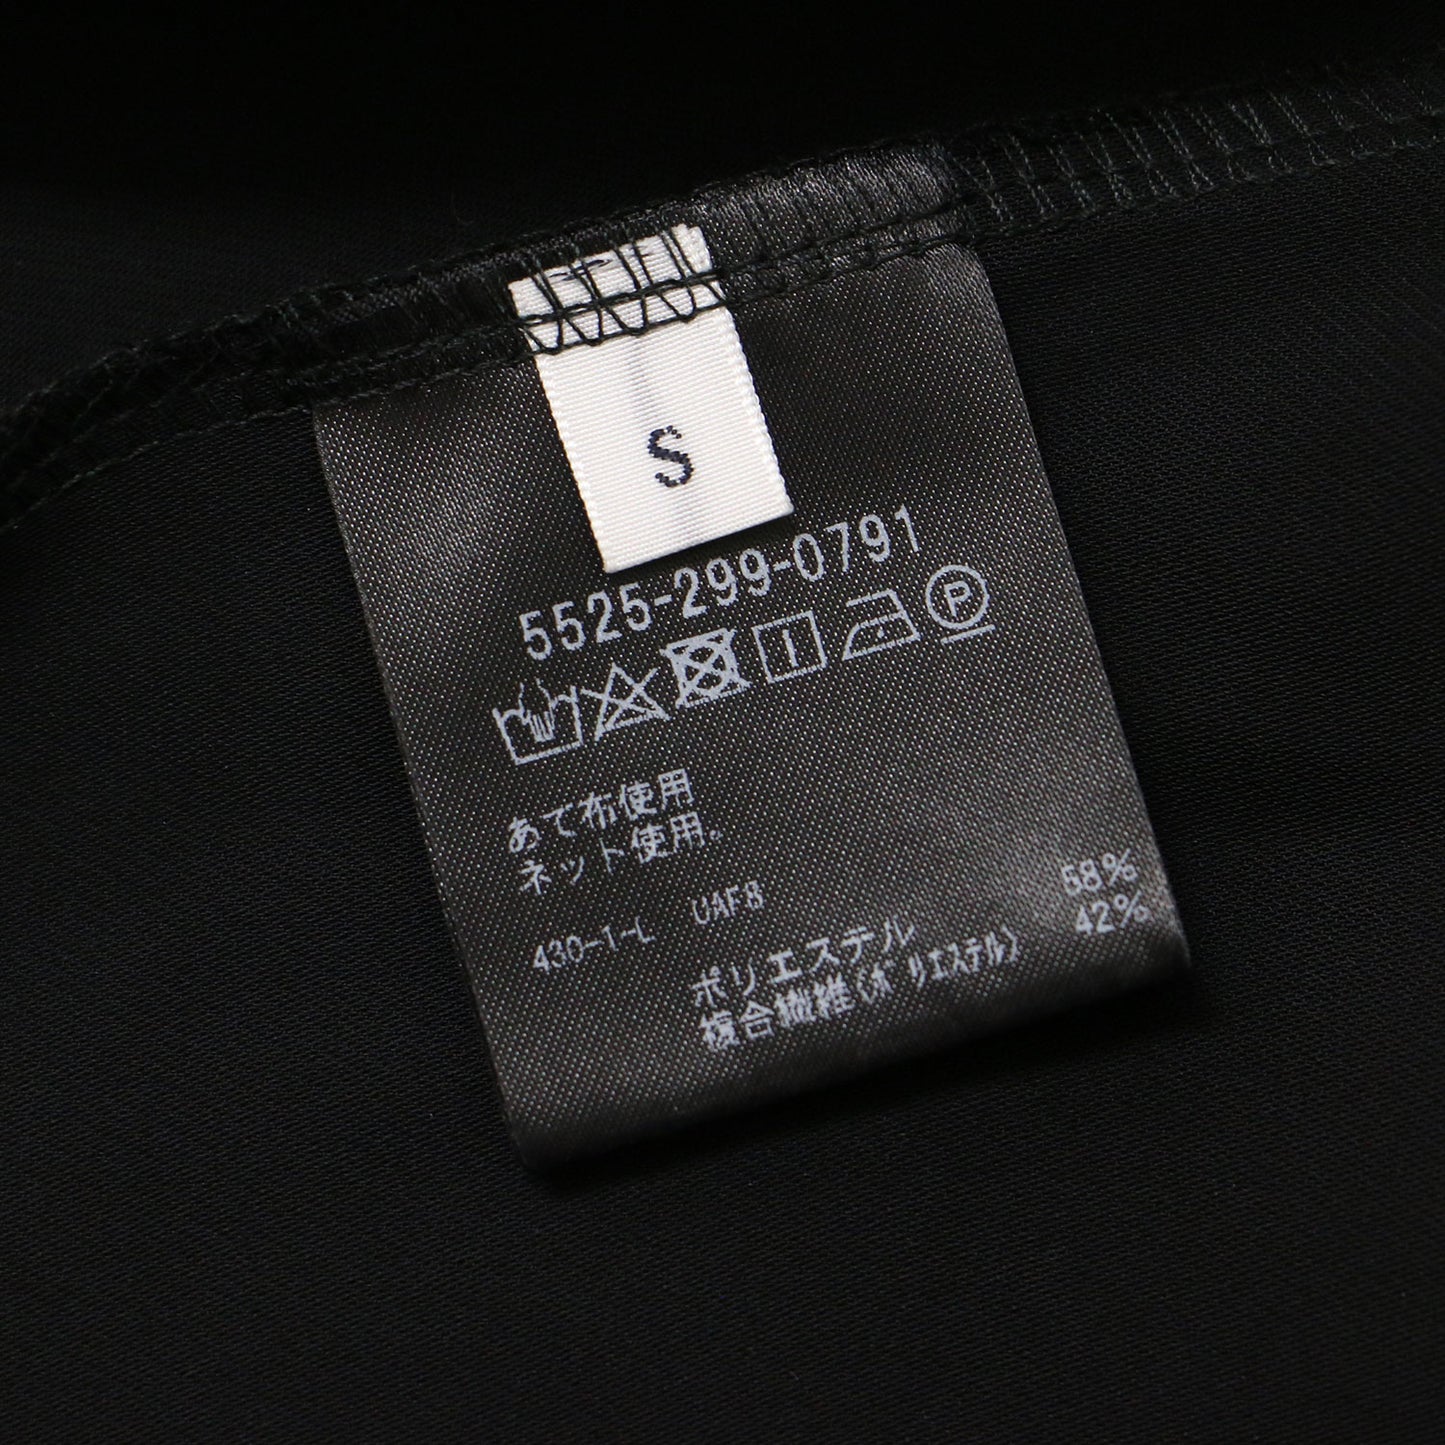 S
5525-299-0791
P
あて布使用
ネット使用。
430-1-L UAF8
ポリエステル 58%
複合繊維(ポリエステル) 42%